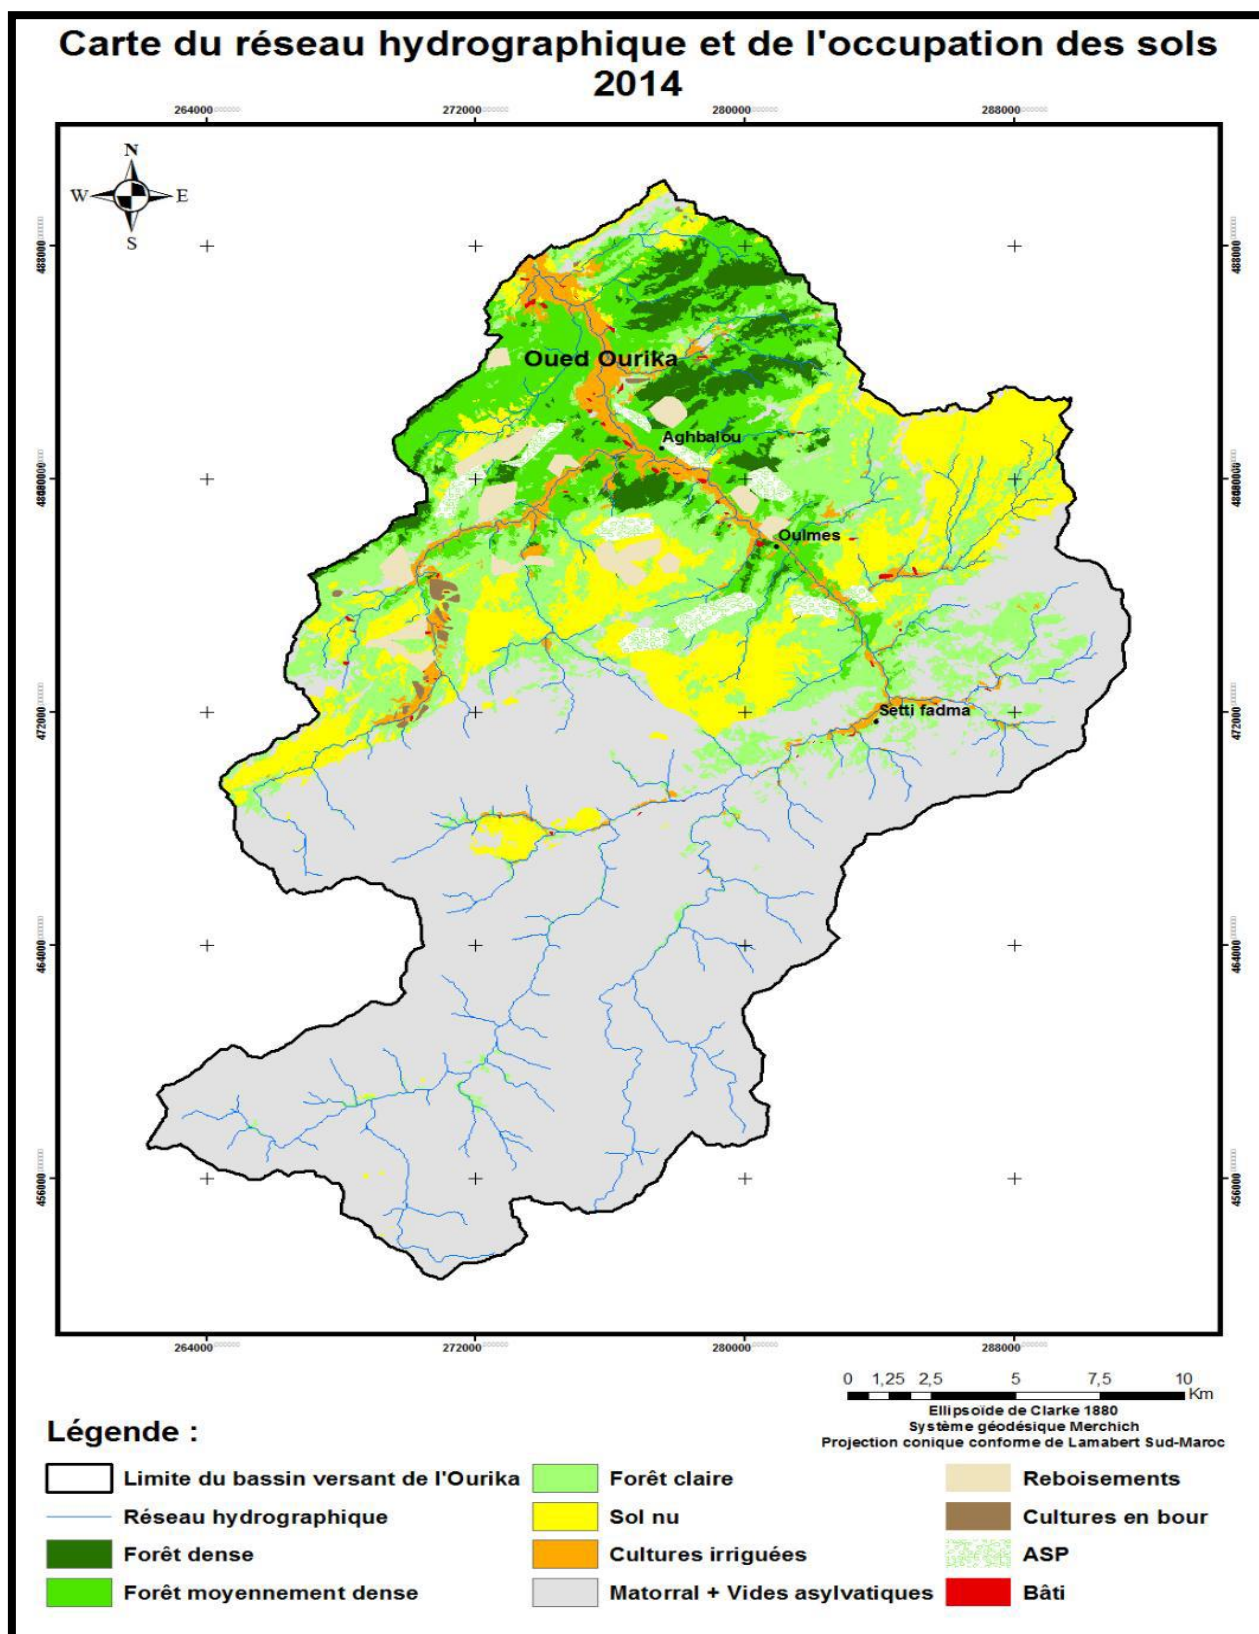 Carte du réseau hydrographique et de l'occupation des sols
2014
264000 272000 280000 288000
N
W E
S
488000 488000
Oued Ourika
Aghbalou
Oulmes
472000 472000
Setti fadma
464000 464000
456000 456000
264000 272000 280000 288000
0 1,25 2,5 5 7,5 10
Km
Ellipsoïde de Clarke 1880
Système géodésique Merchich
Projection conique conforme de Lamabert Sud-Maroc
Légende :
Limite du bassin versant de l'Ourika Forêt claire Reboisements
Réseau hydrographique Sol nu Cultures en bour
Forêt dense Cultures irriguées ASP
Forêt moyennement dense Matorral + Vides asylvatiques Bâti